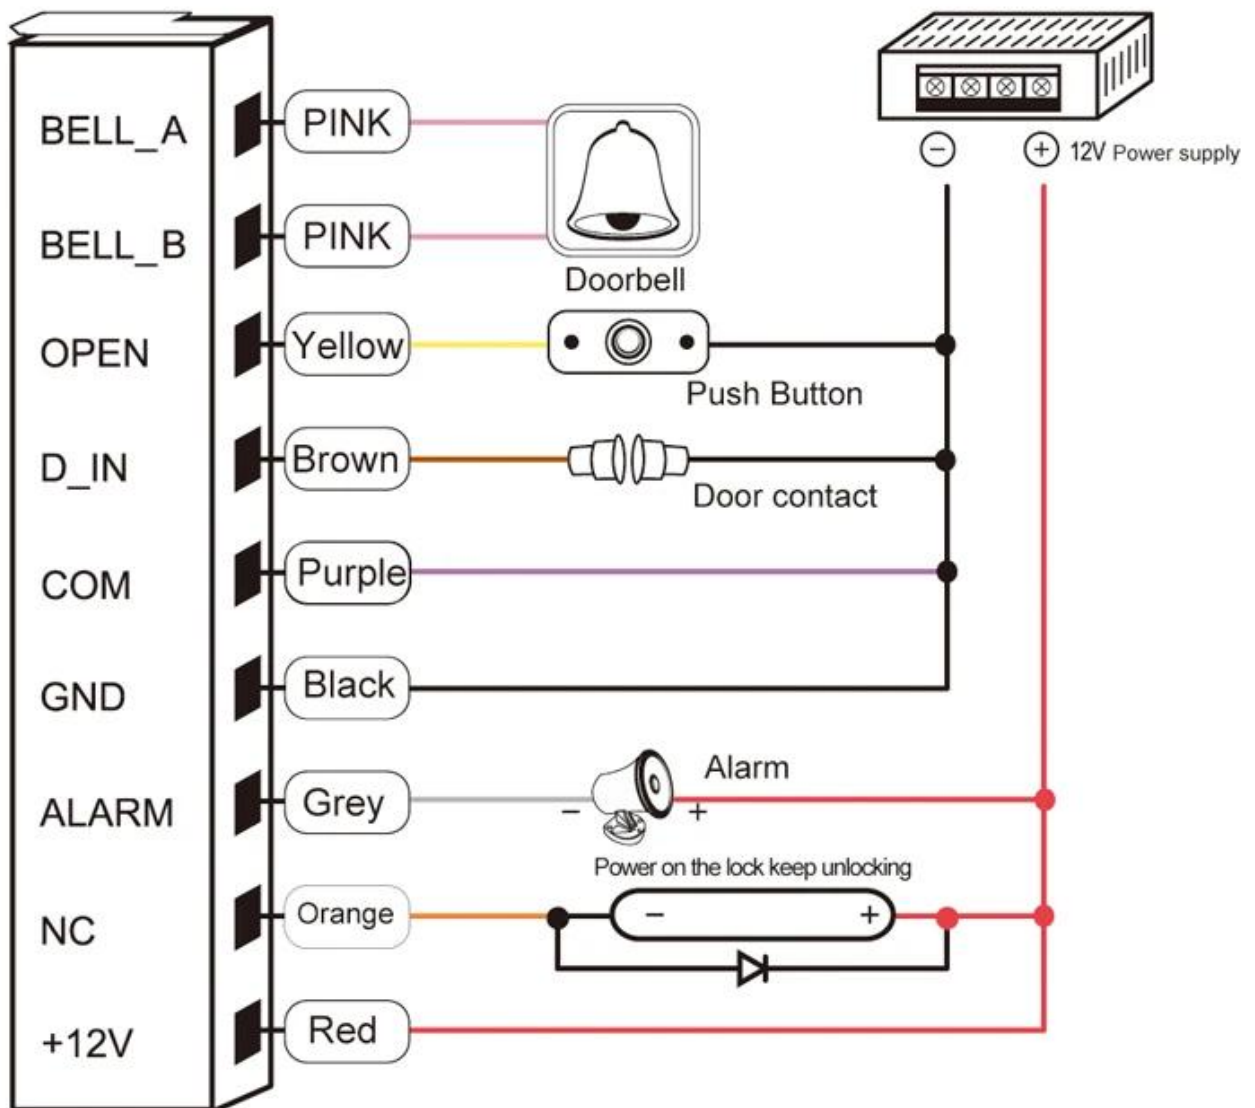 BELL_A PINK
BELL_B PINK
Doorbell
− + 12V Power supply
OPEN Yellow
Push Button
D_IN Brown
Door contact
COM Purple
GND Black
ALARM Grey
Alarm
− +
Power on the lock keep unlocking
NC Orange
− +
+12V Red